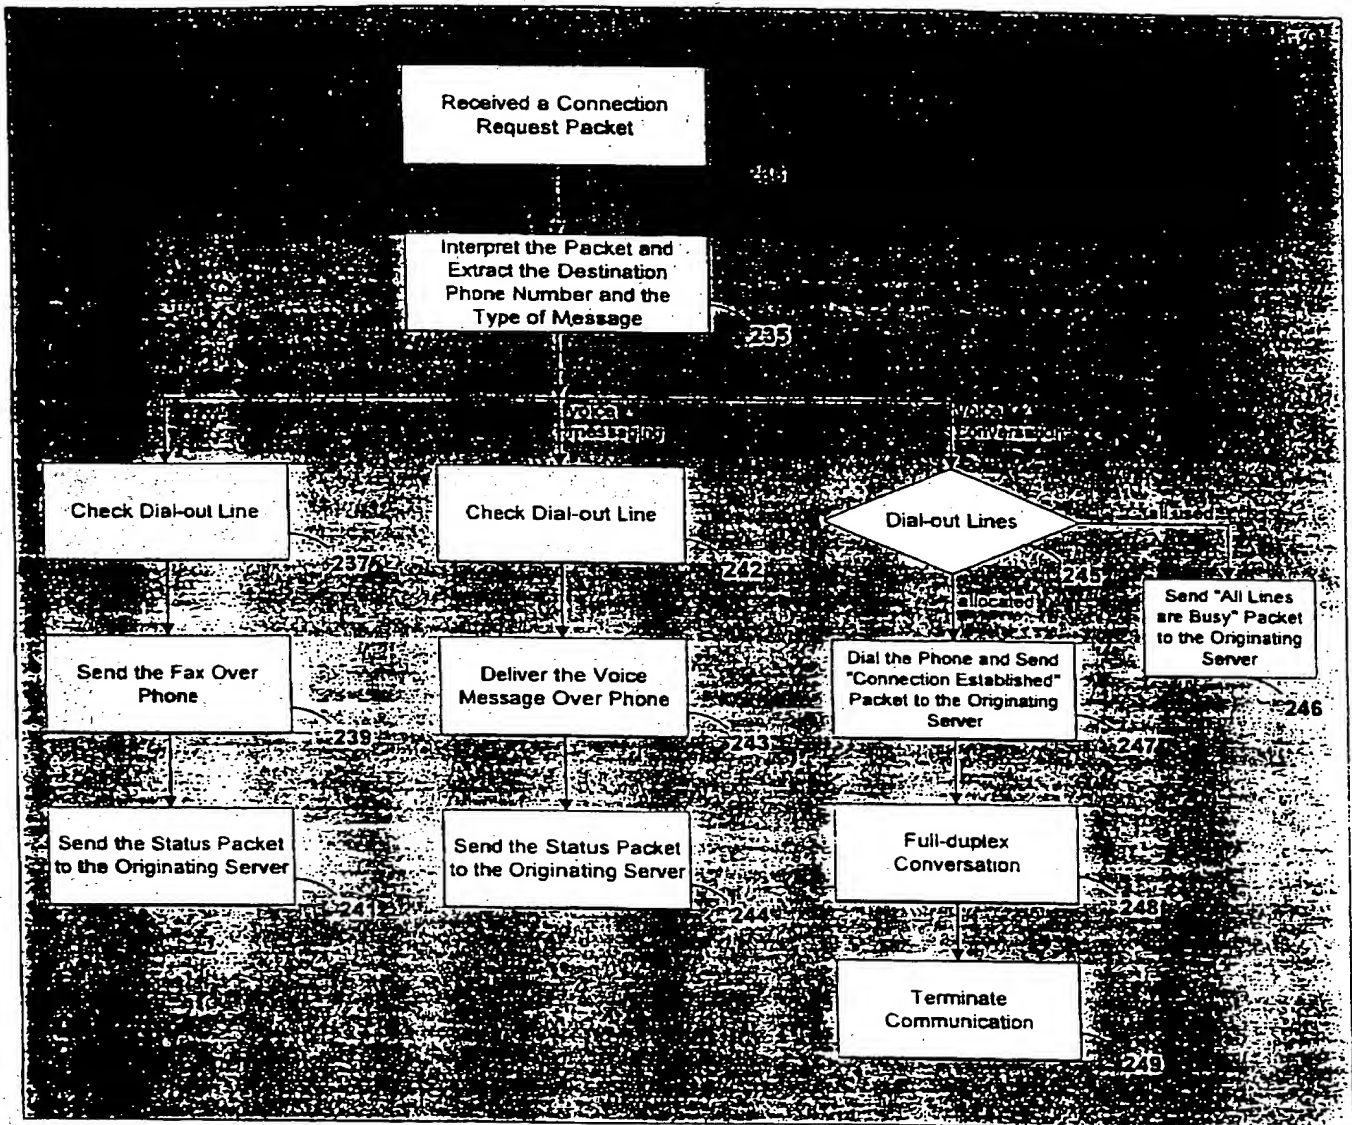 Received a Connection
Request Packet
Interpret the Packet and
Extract the Destination
Phone Number and the
Type of Message
235
voice
messaging
voice
conversation
Check Dial-out Line
237
Check Dial-out Line
242
Dial-out Lines
245
all used
allocated
Send "All Lines
are Busy" Packet
to the Originating
Server
246
Send the Fax Over
Phone
239
Deliver the Voice
Message Over Phone
243
Dial the Phone and Send
"Connection Established"
Packet to the Originating
Server
247
Send the Status Packet
to the Originating Server
241
Send the Status Packet
to the Originating Server
244
Full-duplex
Conversation
248
Terminate
Communication
249